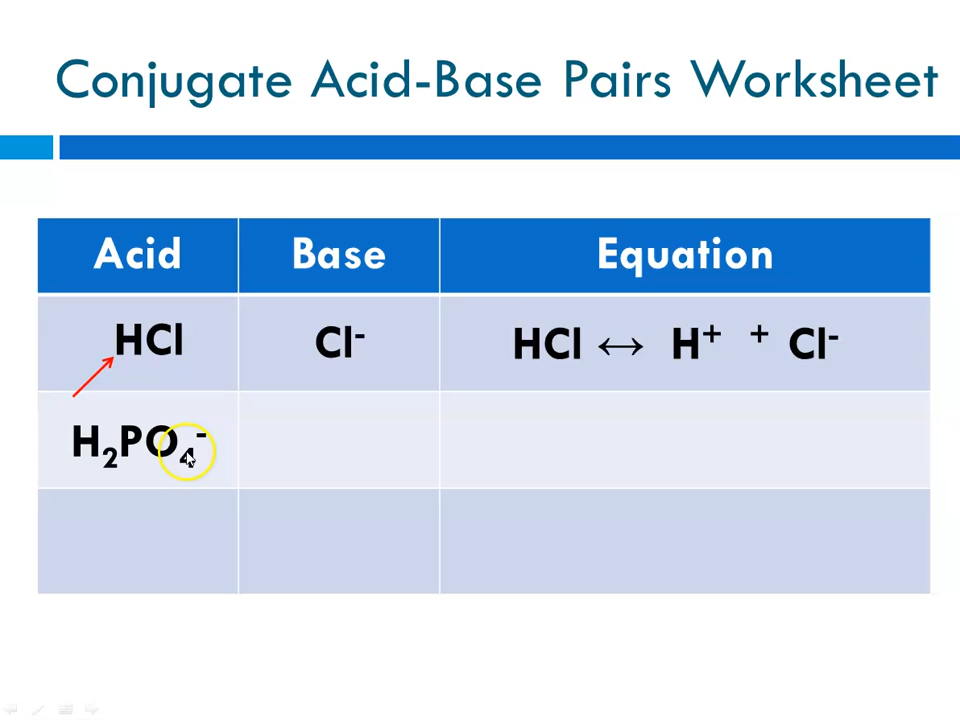 Conjugate Acid-Base Pairs Worksheet
Acid Base Equation
HCl Cl⁻ HCl ↔ H⁺ ⁺ Cl⁻
H₂PO₄⁻